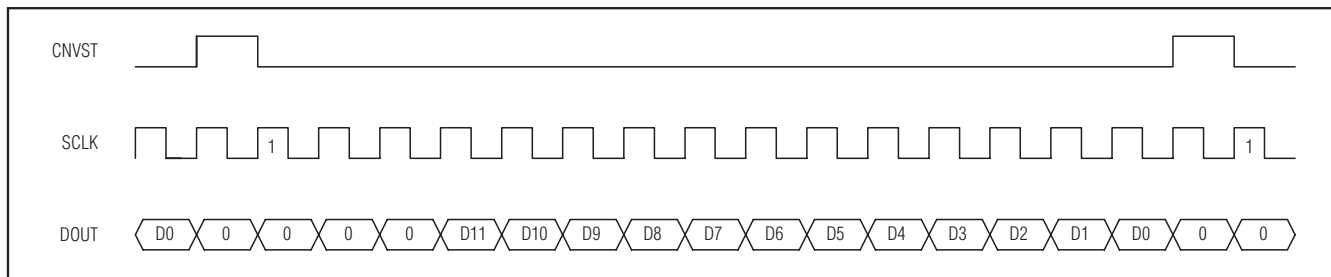 CNVST
SCLK 1 1
DOUT D0 0 0 0 0 D11 D10 D9 D8 D7 D6 D5 D4 D3 D2 D1 D0 0 0